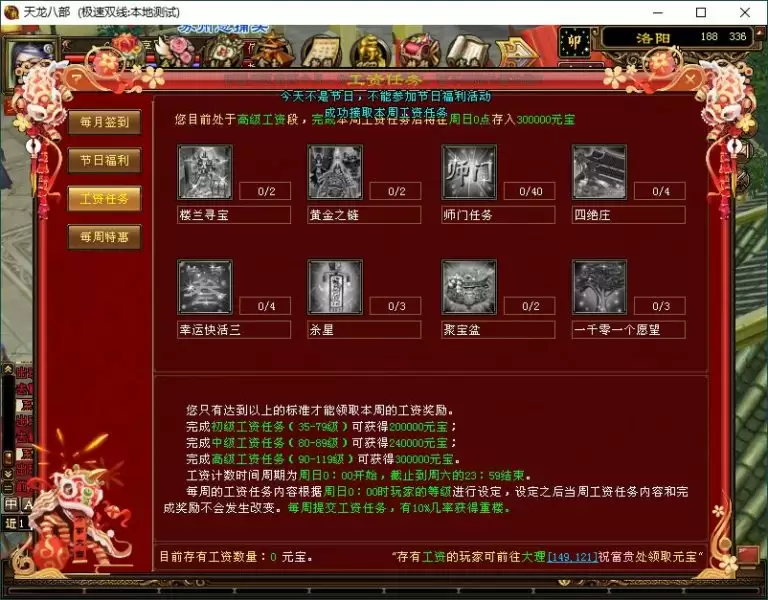 天龙八部 (极速双线:本地测试)
洛阳 188 336
工资任务
今天不是节日，不能参加节日福利活动
成功接取本周工资任务
您目前处于高级工资段，完成本周工资任务后将在周日0点存入300000元宝
每月签到
节日福利
工资任务
每周特惠
0/2 0/2 0/40 0/4
楼兰寻宝 黄金之链 师门任务 四绝庄
0/4 0/3 0/2 0/3
幸运快活三 杀星 聚宝盆 一千零一个愿望
您只有达到以上的标准才能领取本周的工资奖励。
完成初级工资任务（35-79级）可获得200000元宝；
完成中级工资任务（80-89级）可获得240000元宝；
完成高级工资任务（90-119级）可获得300000元宝。
工资计数时间周期为周日0：00开始，截止到周六的23：59结束。
每周的工资任务内容根据周日0：00时玩家的等级进行设定，设定之后当周工资任务内容和完
成奖励不会发生改变。每周提交工资任务，有10%几率获得重楼。
目前存有工资数量：0 元宝。
“存有工资的玩家可前往大理[149,121]祝富贵处领取元宝”